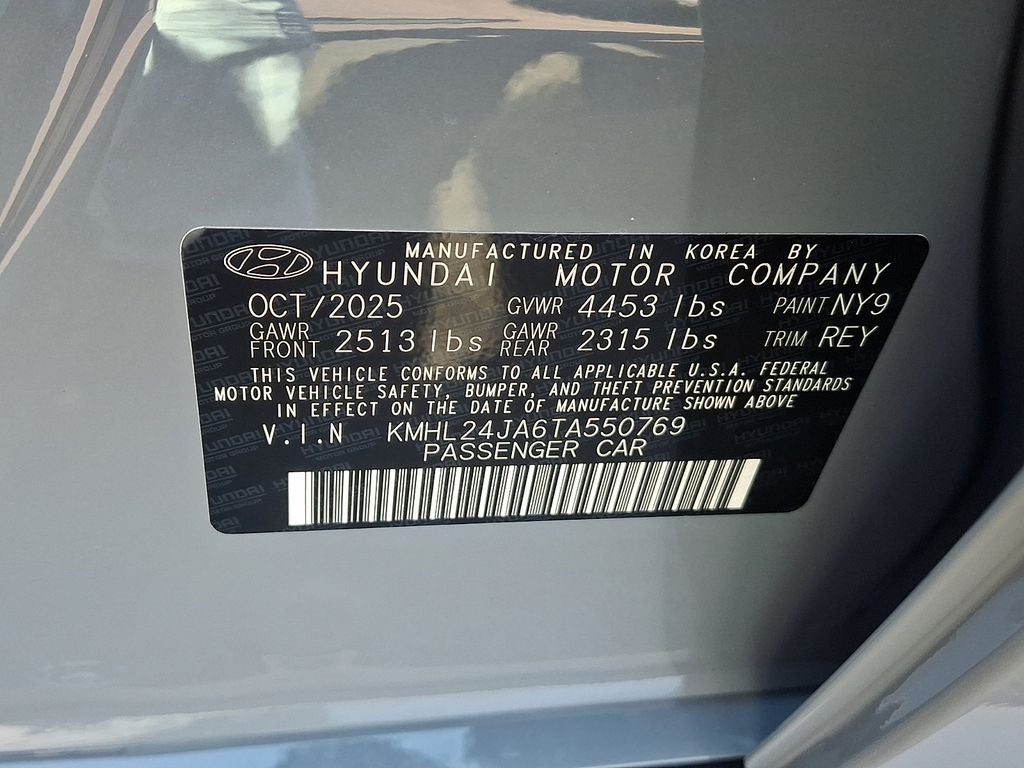 MANUFACTURED IN KOREA BY
HYUNDAI MOTOR COMPANY
OCT/2025 GVWR 4453 lbs PAINT NY9
GAWR FRONT 2513 lbs GAWR REAR 2315 lbs TRIM REY
THIS VEHICLE CONFORMS TO ALL APPLICABLE U.S.A. FEDERAL
MOTOR VEHICLE SAFETY, BUMPER, AND THEFT PREVENTION STANDARDS
IN EFFECT ON THE DATE OF MANUFACTURE SHOWN ABOVE
V.I.N KMHL24JA6TA550769
PASSENGER CAR